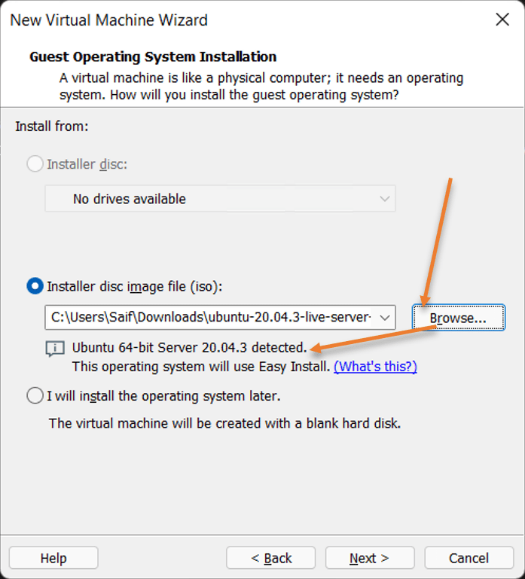 New Virtual Machine Wizard
Guest Operating System Installation
A virtual machine is like a physical computer; it needs an operating
system. How will you install the guest operating system?
Install from:
Installer disc:
No drives available
Installer disc image file (iso):
C:\Users\Saif\Downloads\ubuntu-20.04.3-live-server- Browse...
Ubuntu 64-bit Server 20.04.3 detected.
This operating system will use Easy Install. (What's this?)
I will install the operating system later.
The virtual machine will be created with a blank hard disk.
Help < Back Next > Cancel